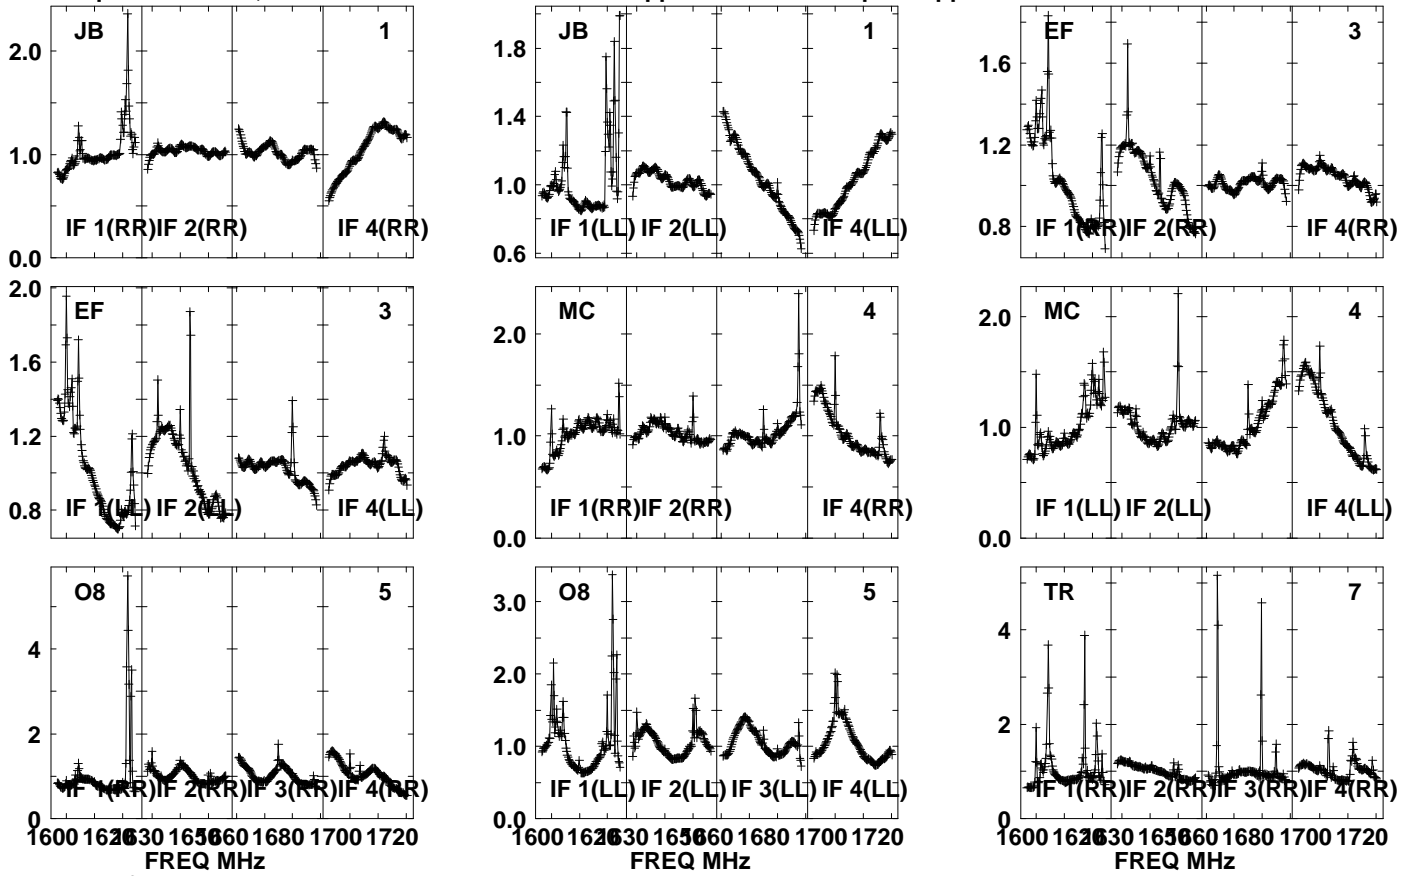 JB 1
2.0
1.0
0.0
IF 1(RR) IF 2(RR) IF 4(RR)
JB 1
1.8
1.4
1.0
0.6
IF 1(LL) IF 2(LL) IF 4(LL)
EF 3
1.6
1.2
0.8
IF 1(RR) IF 2(RR) IF 4(RR)
EF 3
2.0
1.6
1.2
0.8
IF 1(LL) IF 2(LL) IF 4(LL)
MC 4
2.0
1.0
0.0
IF 1(RR) IF 2(RR) IF 4(RR)
MC 4
2.0
1.0
0.0
IF 1(LL) IF 2(LL) IF 4(LL)
O8 5
4
2
0
IF 1(RR) IF 2(RR) IF 3(RR) IF 4(RR)
1600 1700 1720
FREQ MHz
O8 5
3.0
2.0
1.0
0.0
IF 1(LL) IF 2(LL) IF 3(LL) IF 4(LL)
1600 1700 1720
FREQ MHz
TR 7
4
2
0
IF 1(RR) IF 2(RR) IF 3(RR) IF 4(RR)
1600 1700 1720
FREQ MHz